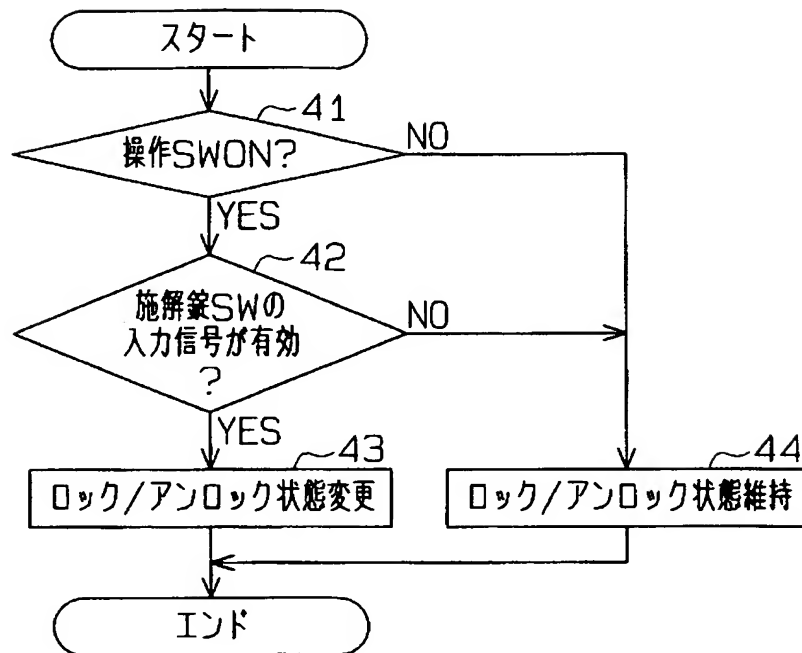 スタート
41
操作SWON?
NO
YES
42
施解錠SWの
入力信号が有効
?
NO
YES
43
ロック/アンロック状態変更
44
ロック/アンロック状態維持
エンド